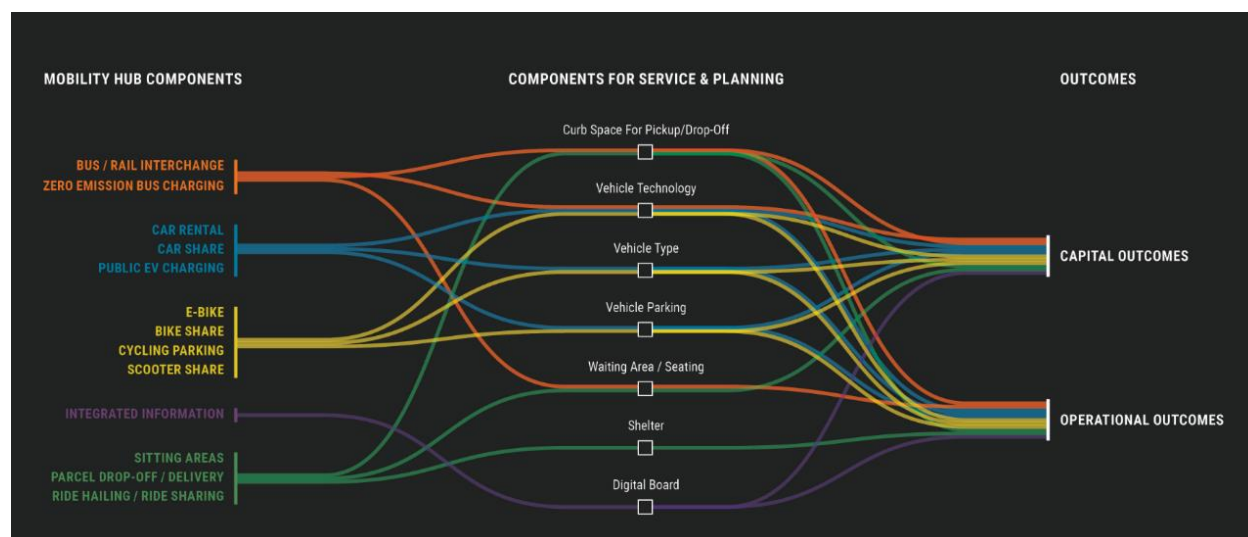 MOBILITY HUB COMPONENTS
COMPONENTS FOR SERVICE & PLANNING
OUTCOMES
BUS / RAIL INTERCHANGE
ZERO EMISSION BUS CHARGING
CAR RENTAL
CAR SHARE
PUBLIC EV CHARGING
E-BIKE
BIKE SHARE
CYCLING PARKING
SCOOTER SHARE
INTEGRATED INFORMATION
SITTING AREAS
PARCEL DROP-OFF / DELIVERY
RIDE HAILING / RIDE SHARING
Curb Space For Pickup/Drop-Off
Vehicle Technology
Vehicle Type
Vehicle Parking
Waiting Area / Seating
Shelter
Digital Board
CAPITAL OUTCOMES
OPERATIONAL OUTCOMES